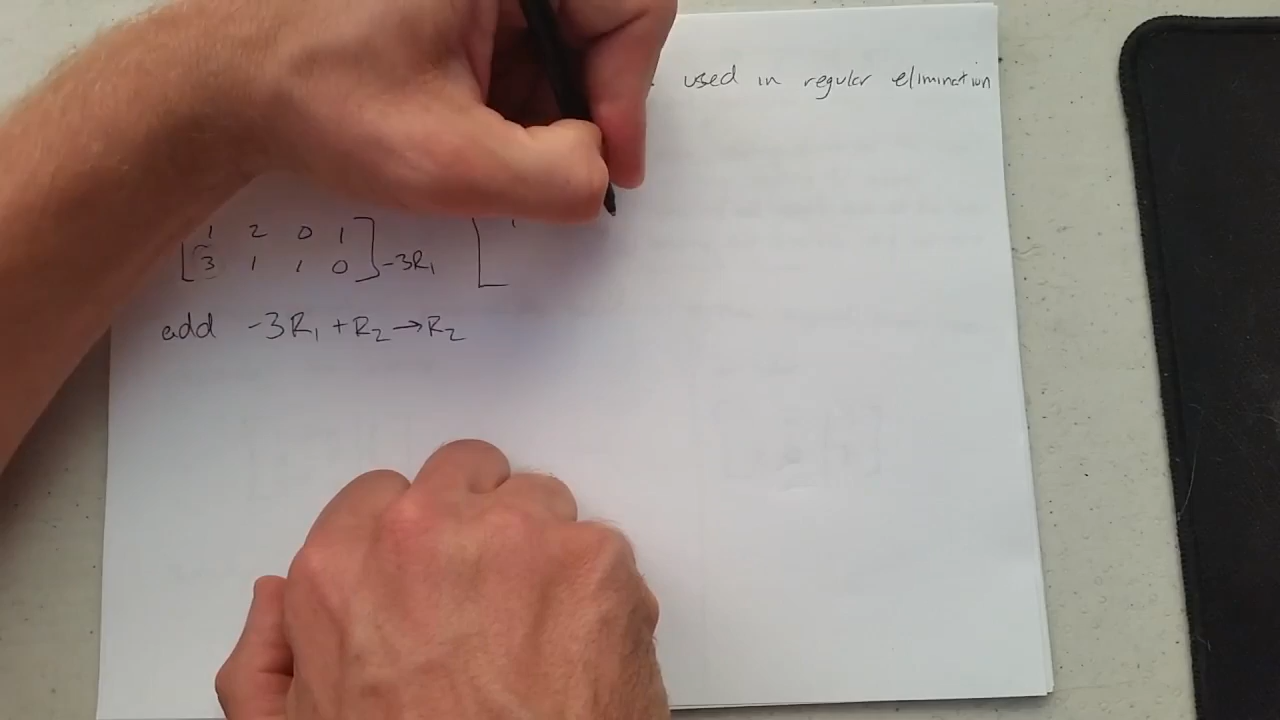 used in regular elimination
1 2 0 1
3 1 1 0 -3R1
add -3R1 + R2 → R2